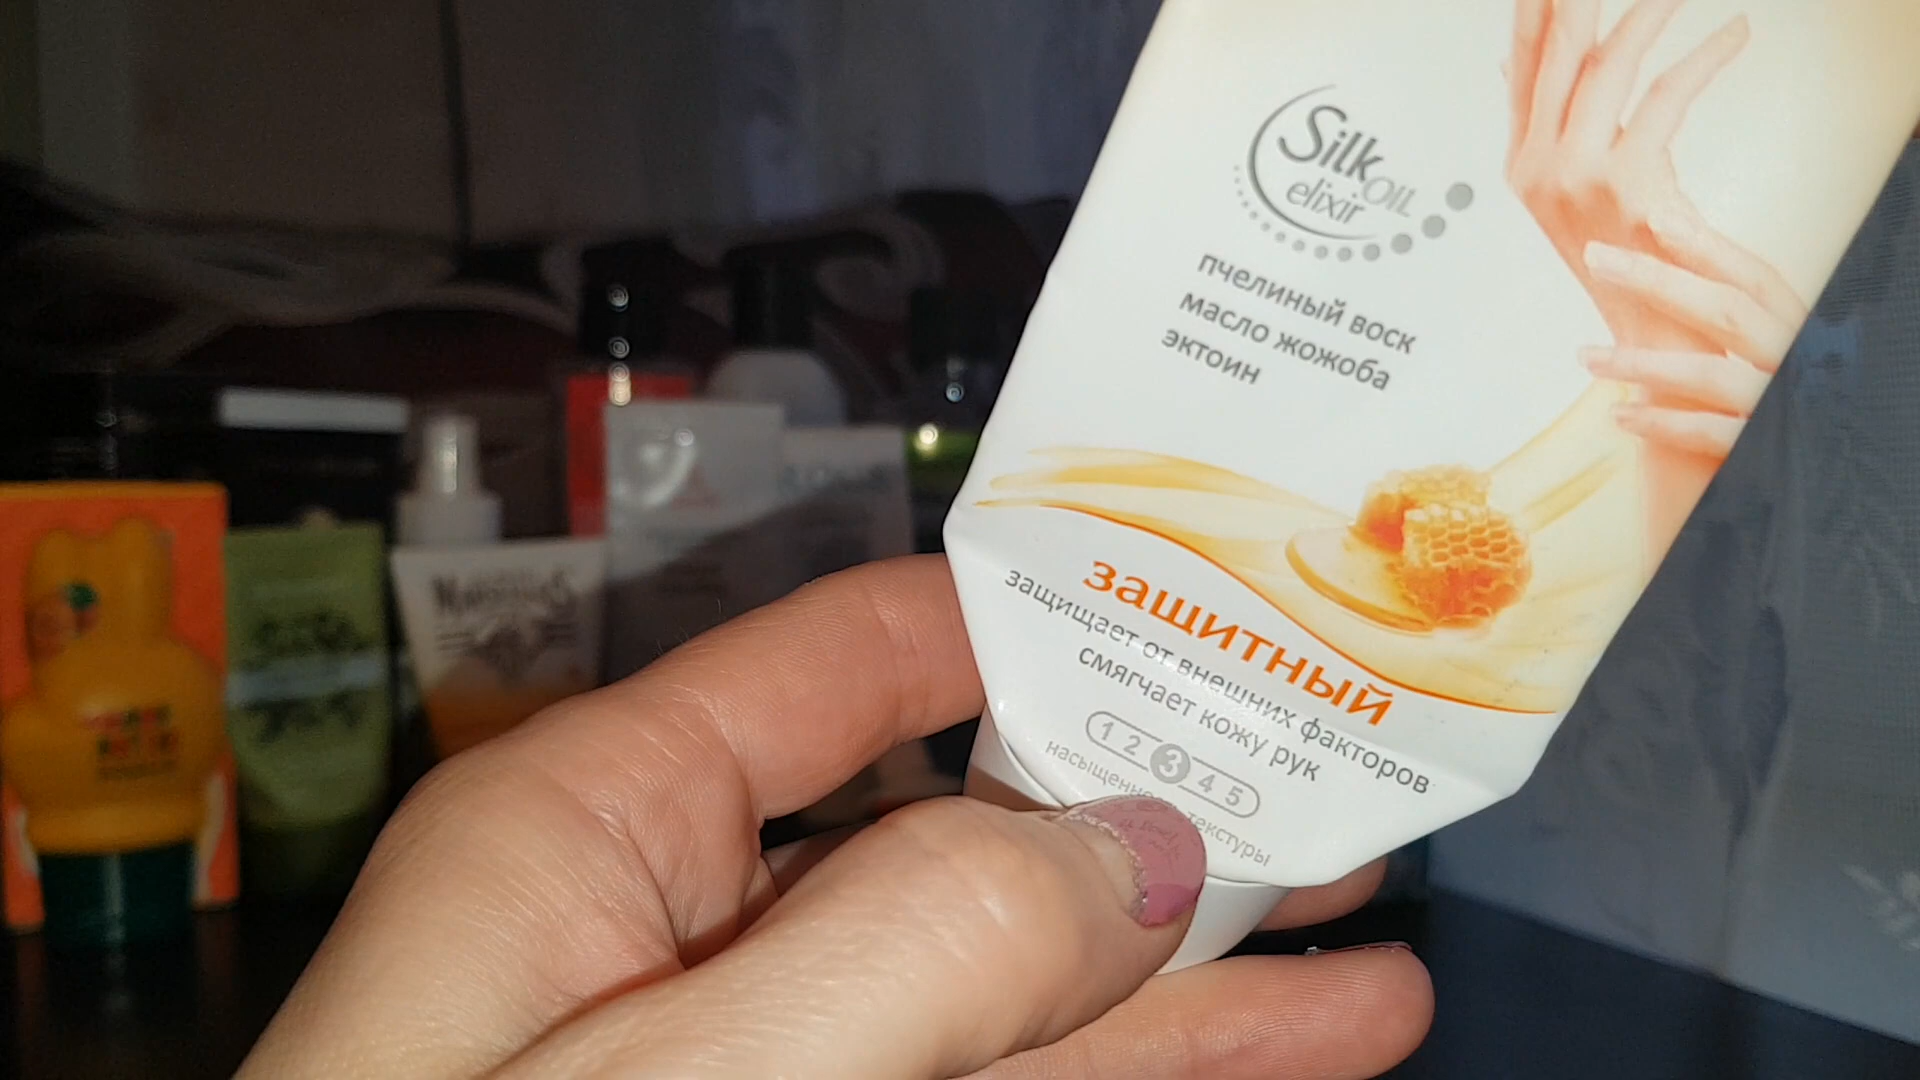 Silk OIL
elixir
пчелиный воск
масло жожоба
эктоин
защитный
защищает от внешних факторов
смягчает кожу рук
1 2 3 4 5
текстуры